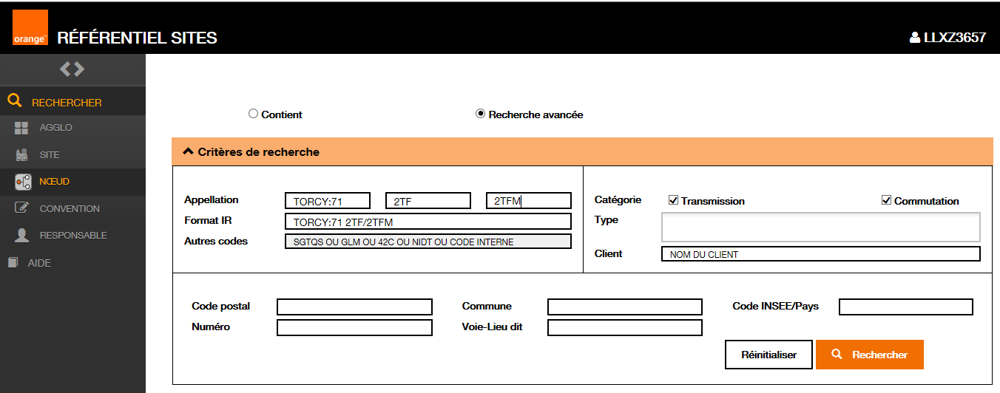 orange™
RÉFÉRENTIEL SITES
LLXZ3657
RECHERCHER
AGGLO
SITE
NŒUD
CONVENTION
RESPONSABLE
AIDE
Contient
Recherche avancée
Critères de recherche
Appellation TORCY:71 2TF 2TFM
Format IR TORCY:71 2TF/2TFM
Autres codes SGTQS OU GLM OU 42C OU NIDT OU CODE INTERNE
Catégorie Transmission Commutation
Type
Client NOM DU CLIENT
Code postal Commune Code INSEE/Pays
Numéro Voie-Lieu dit
Réinitialiser Rechercher